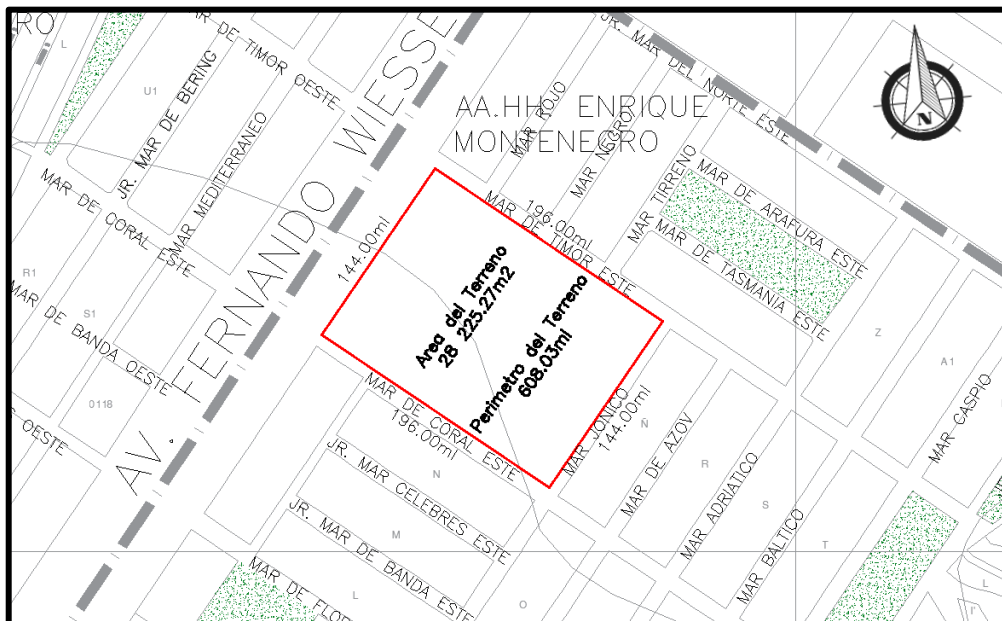 RO
L
MAR DE TIMOR OESTE
U1
JR. MAR DE BERING
MAR MEDITERRANEO
MAR DE CORAL ESTE
R1
S1
MAR DE BANDA OESTE
0118
OESTE
AV. FERNANDO WIESSE
AA.HH. ENRIQUE
MONTENEGRO
JR. MAR DEL NORTE ESTE
MAR ROJO
MAR NEGRO
MAR TIRRENO
MAR DE ARAFURA ESTE
MAR DE TASMANIA ESTE
N
144.00ml
196.00ml
MAR DE TIMOR ESTE
Area del Terreno
28 225.27m2
Perimetro del Terreno
608.03ml
MAR DE CORAL ESTE
196.00ml
MAR JONICO
144.00ml
Ñ
MAR DE AZOV
R
MAR ADRIATICO
S
MAR BALTICO
T
Z
A1
MAR CASPIO
N
JR. MAR CELEBRES ESTE
M
JR. MAR DE BANDA ESTE
L
MAR DE FLOR
O
L
I'